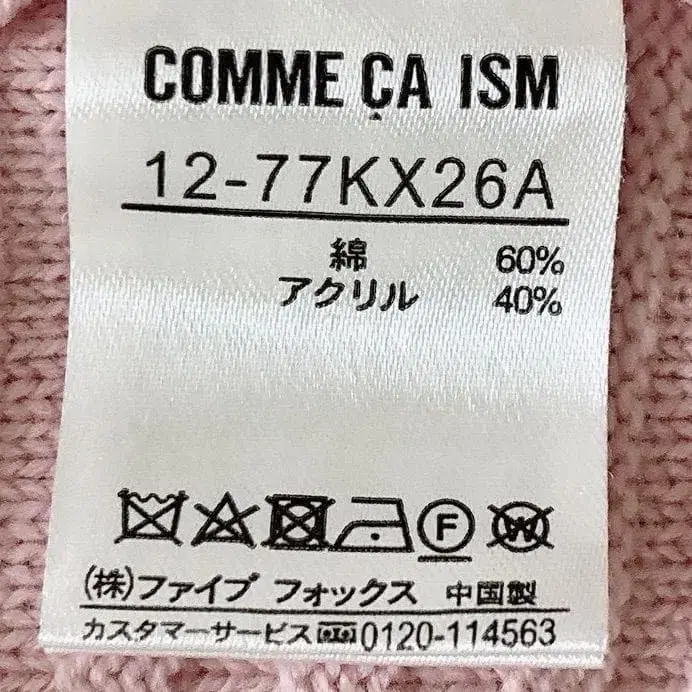 COMME ÇA ISM
12-77KX26A
綿 60%
アクリル 40%
F W
(株)ファイブ フォックス 中国製
カスタマーサービス 0120-114563